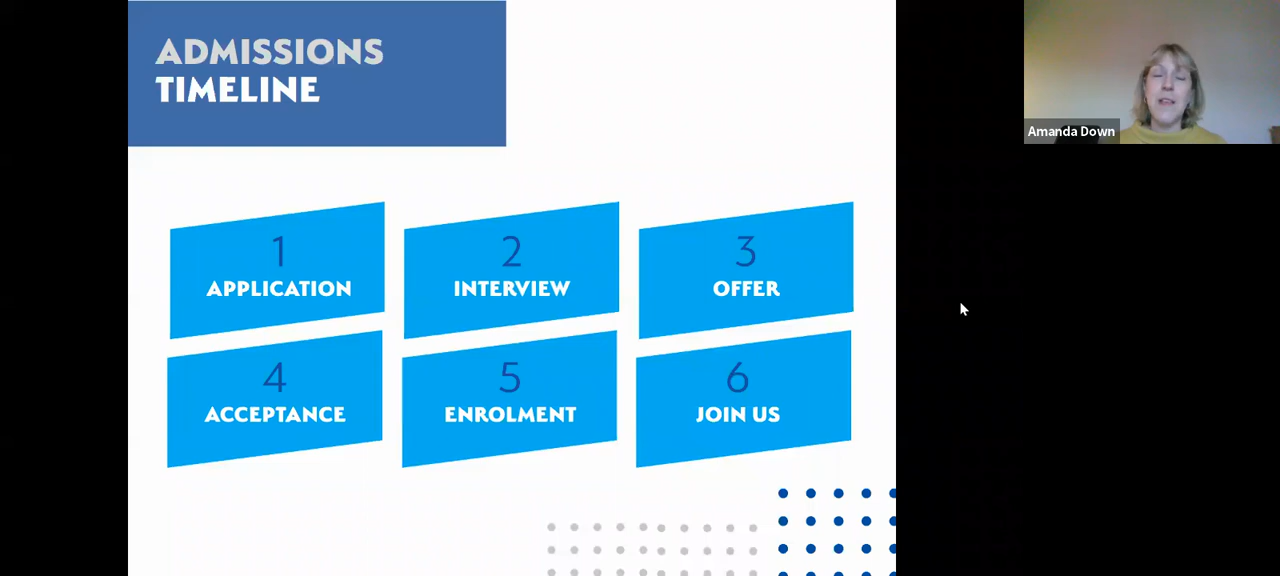 ADMISSIONS
TIMELINE
Amanda Down
1
APPLICATION
2
INTERVIEW
3
OFFER
4
ACCEPTANCE
5
ENROLMENT
6
JOIN US